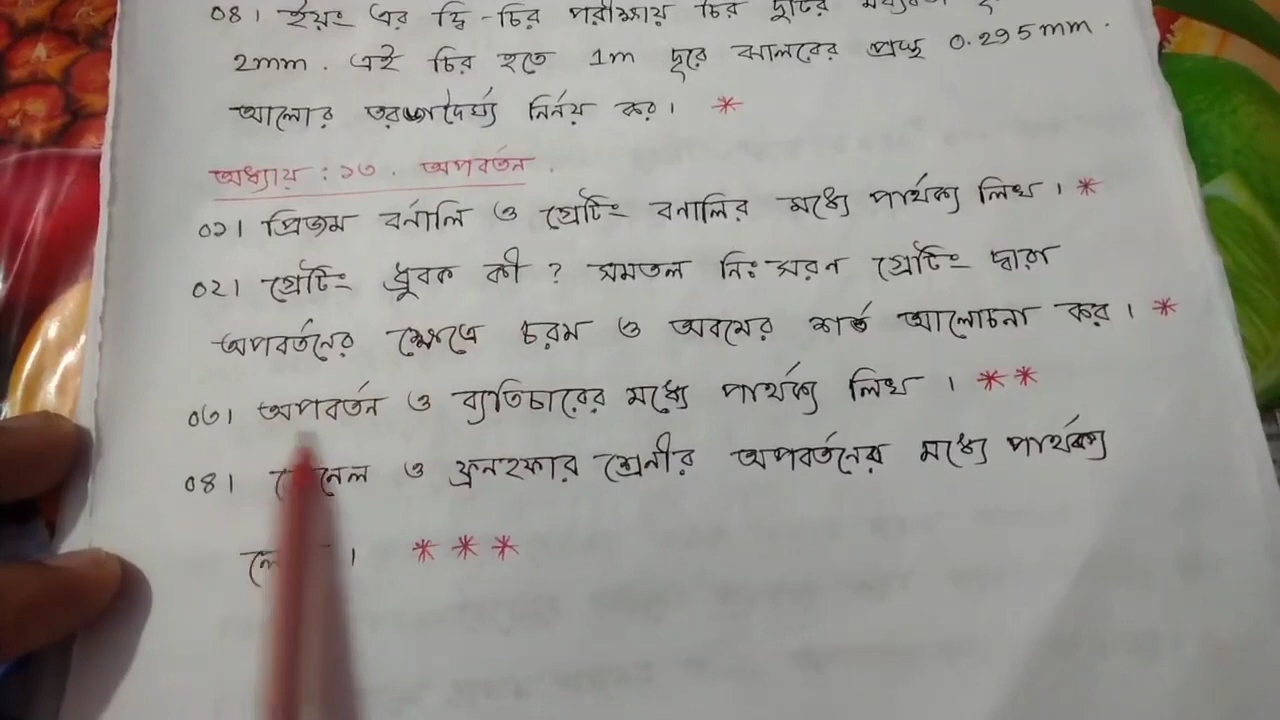 ০৪। ইয়ং এর দ্বি-চির পরীক্ষায় চির দুটির মধ্যবর্তী
2mm. এই চির হতে 1m দূরে ঝালরের প্রস্থ 0.295mm.
আলোর তরঙ্গদৈর্ঘ্য নির্নয় কর। *
অধ্যায় : ১৩. অপবর্তন.
০১। প্রিজম বর্নালি ও গ্রেটিং বর্নালির মধ্যে পার্থক্য লিখ। *
০২। গ্রেটিং ধ্রুবক কী? সমতল নিঃসরণ গ্রেটিং দ্বারা
অপবর্তনের ক্ষেত্রে চরম ও অবমের শর্ত আলোচনা কর। *
০৩। অপবর্তন ও ব্যতিচারের মধ্যে পার্থক্য লিখ। * *
০৪। ও ফ্রনহফার শ্রেনীর অপবর্তনের মধ্যে পার্থক্য
* * *